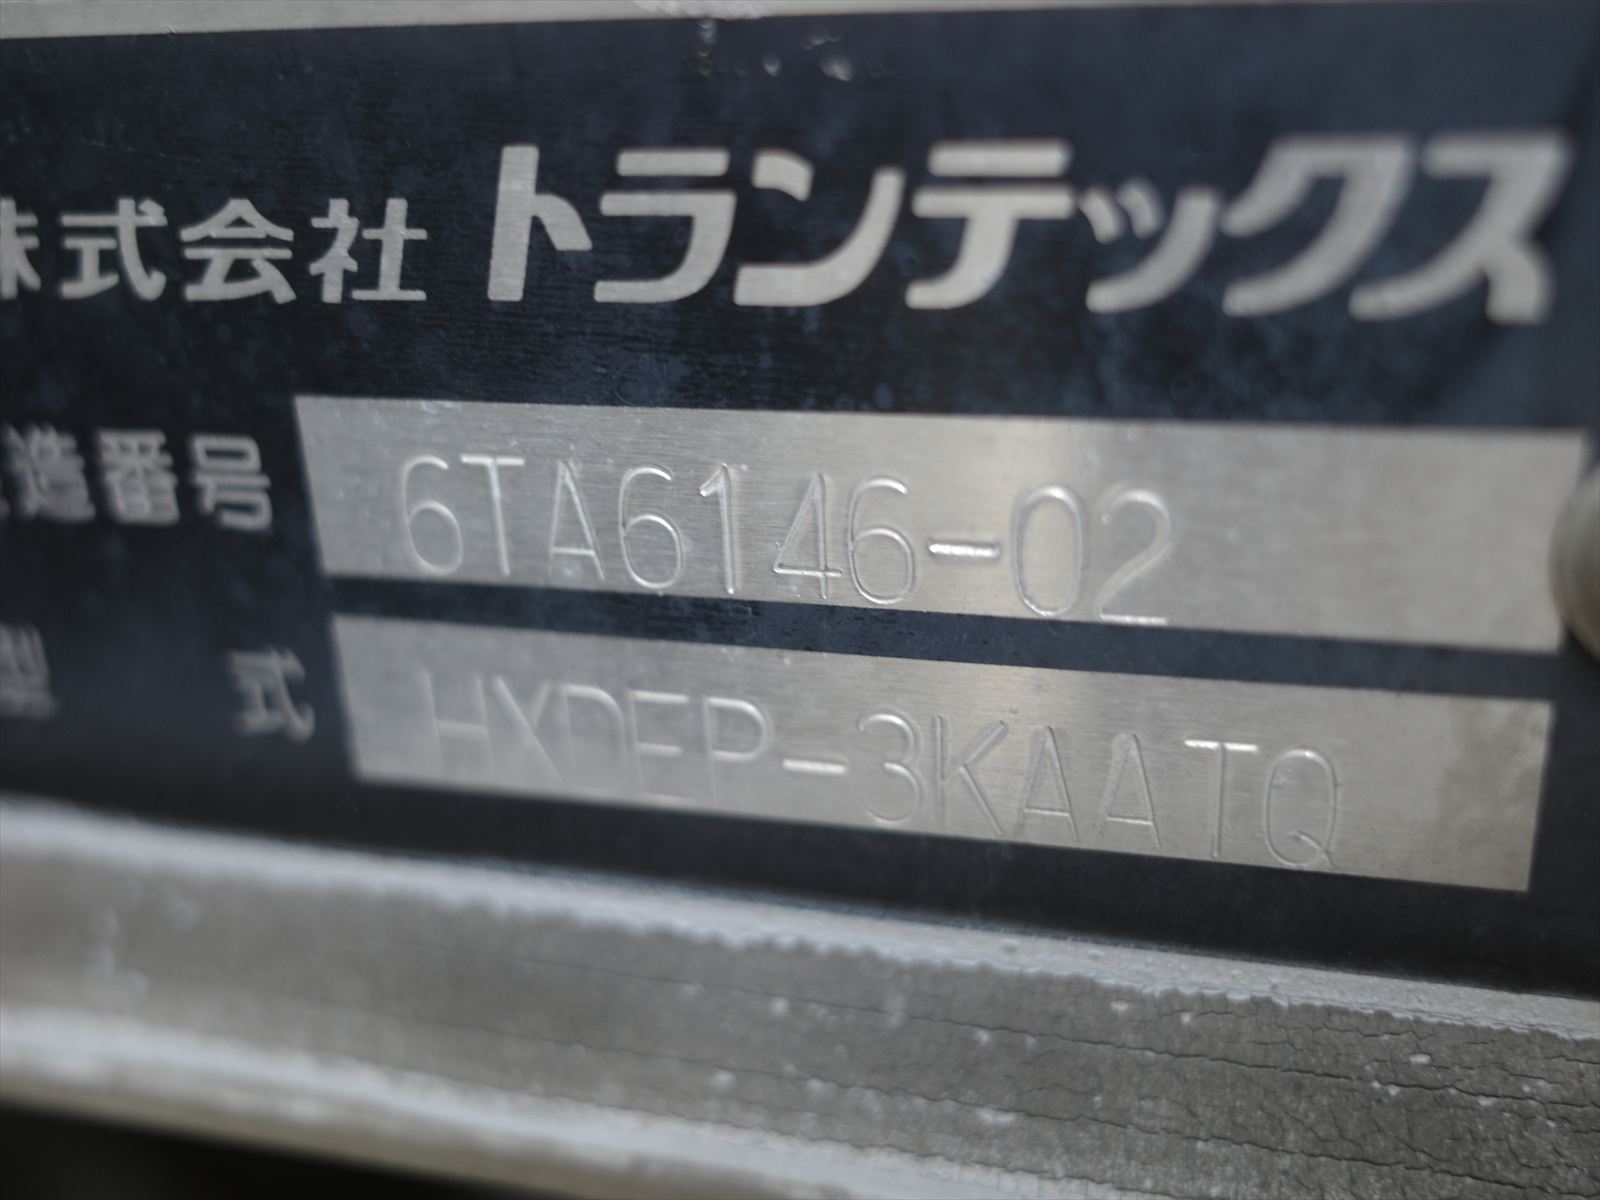 株式会社 トランテックス
製造番号 6TA6146-02
型式 HXDEP-3KAATQ